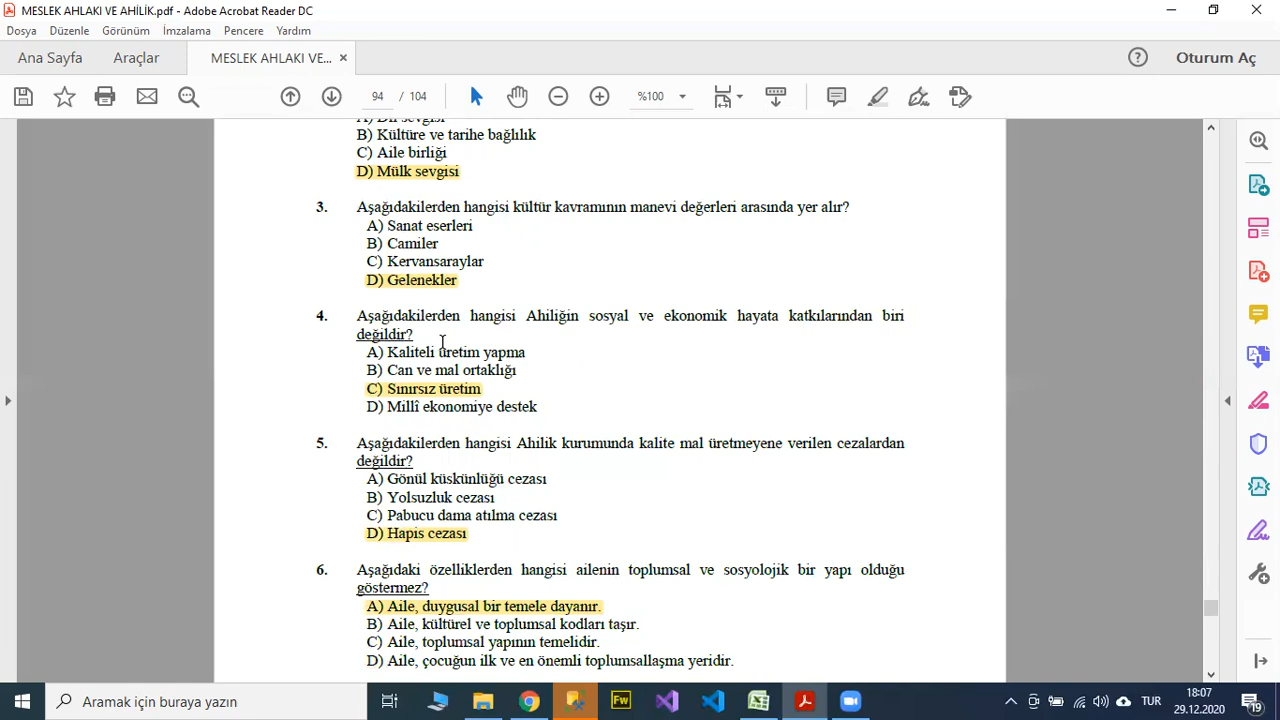 MESLEK AHLAKI VE AHİLİK.pdf - Adobe Acrobat Reader DC
Dosya Düzenle Görünüm İmzalama Pencere Yardım
Ana Sayfa Araçlar MESLEK AHLAKI VE... × Oturum Aç
94 / 104 %100
A) Dil sevgisi
B) Kültüre ve tarihe bağlılık
C) Aile birliği
D) Mülk sevgisi
3. Aşağıdakilerden hangisi kültür kavramının manevi değerleri arasında yer alır?
A) Sanat eserleri
B) Camiler
C) Kervansaraylar
D) Gelenekler
4. Aşağıdakilerden hangisi Ahiliğin sosyal ve ekonomik hayata katkılarından biri
değildir?
A) Kaliteli üretim yapma
B) Can ve mal ortaklığı
C) Sınırsız üretim
D) Millî ekonomiye destek
5. Aşağıdakilerden hangisi Ahilik kurumunda kalite mal üretmeyene verilen cezalardan
değildir?
A) Gönül küskünlüğü cezası
B) Yolsuzluk cezası
C) Pabucu dama atılma cezası
D) Hapis cezası
6. Aşağıdaki özelliklerden hangisi ailenin toplumsal ve sosyolojik bir yapı olduğu
göstermez?
A) Aile, duygusal bir temele dayanır.
B) Aile, kültürel ve toplumsal kodları taşır.
C) Aile, toplumsal yapının temelidir.
D) Aile, çocuğun ilk ve en önemli toplumsallaşma yeridir.
Aramak için buraya yazın Fw TUR 18:07
29.12.2020 19